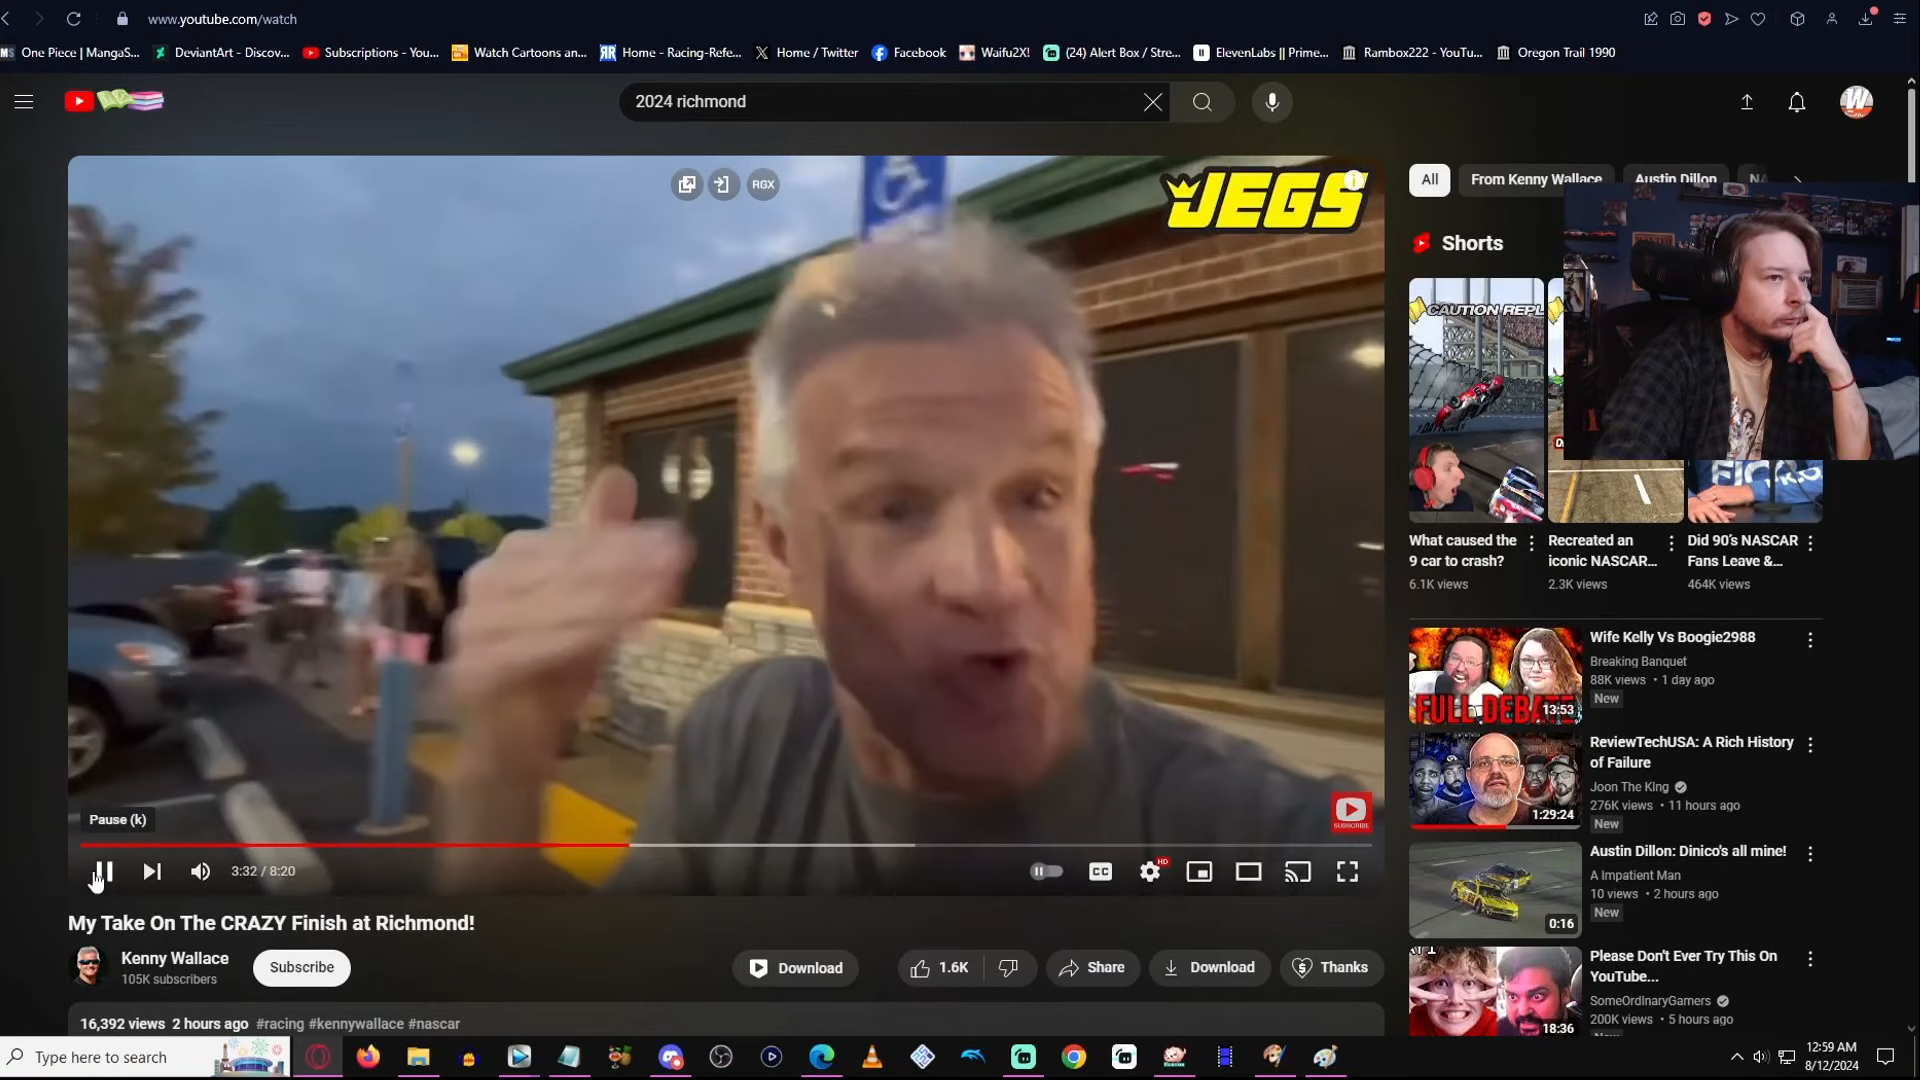 www.youtube.com/watch
One Piece | MangaS...
DeviantArt - Discov...
Subscriptions - You...
Watch Cartoons an...
Home - Racing-Refe...
Home / Twitter
Facebook
Waifu2X!
(24) Alert Box / Stre...
ElevenLabs || Prime...
Rambox222 - YouTu...
Oregon Trail 1990
2024 richmond
W
RGX
JEGS
All
From Kenny Wallace
Austin Dillon
Shorts
CAUTION REPL
What caused the
9 car to crash?
6.1K views
Recreated an
iconic NASCAR...
2.3K views
Did 90's NASCAR
Fans Leave &...
464K views
FULL DEBATE
13:53
Wife Kelly Vs Boogie2988
Breaking Banquet
88K views • 1 day ago
New
1:29:24
ReviewTechUSA: A Rich History
of Failure
Joon The King
276K views • 11 hours ago
New
0:16
Austin Dillon: Dinico's all mine!
A Impatient Man
10 views • 2 hours ago
New
18:36
Please Don't Ever Try This On
YouTube...
SomeOrdinaryGamers
200K views • 5 hours ago
SUBSCRIBE
Pause (k)
3:32 / 8:20
CC
HD
My Take On The CRAZY Finish at Richmond!
Kenny Wallace
105K subscribers
Subscribe
Download
1.6K
Share
Download
Thanks
16,392 views 2 hours ago #racing #kennywallace #nascar
Type here to search
12:59 AM
8/12/2024